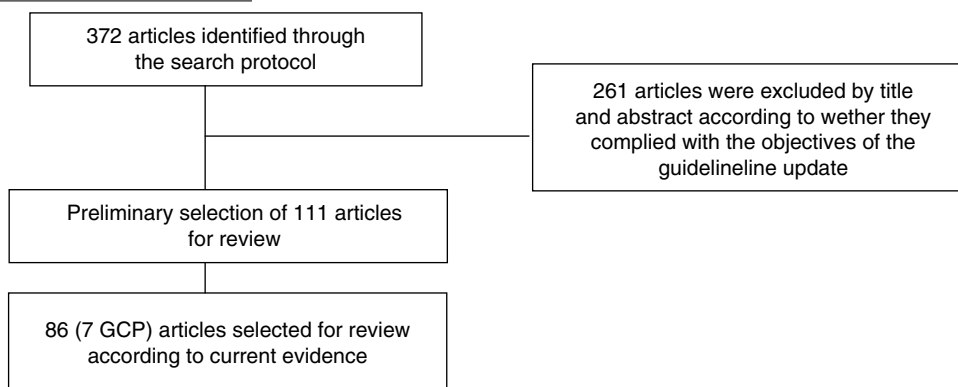 372 articles identified through
the search protocol
261 articles were excluded by title
and abstract according to wether they
complied with the objectives of the
guidelineline update
Preliminary selection of 111 articles
for review
86 (7 GCP) articles selected for review
according to current evidence